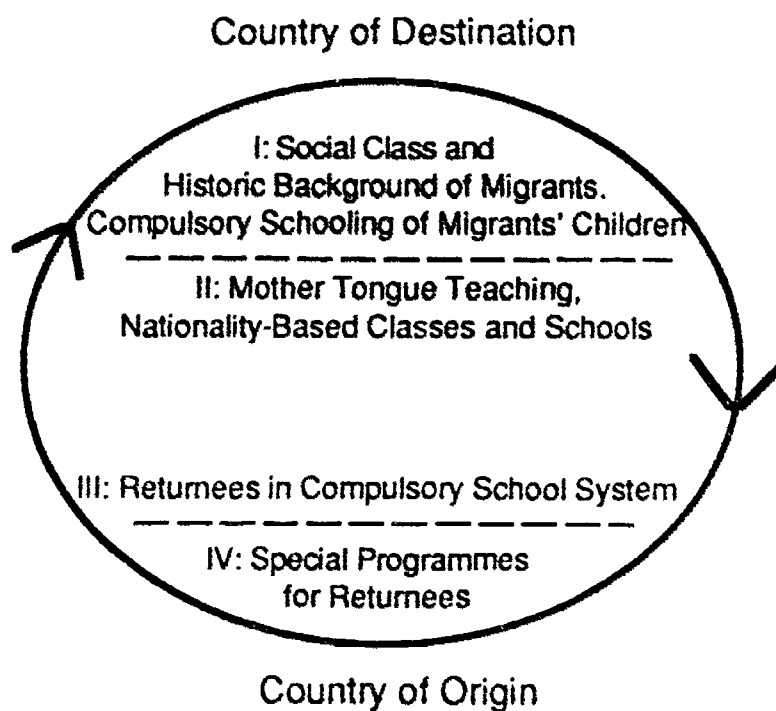 Country of Destination
I: Social Class and
Historic Background of Migrants.
Compulsory Schooling of Migrants' Children
II: Mother Tongue Teaching,
Nationality-Based Classes and Schools
III: Returnees in Compulsory School System
IV: Special Programmes
for Returnees
Country of Origin